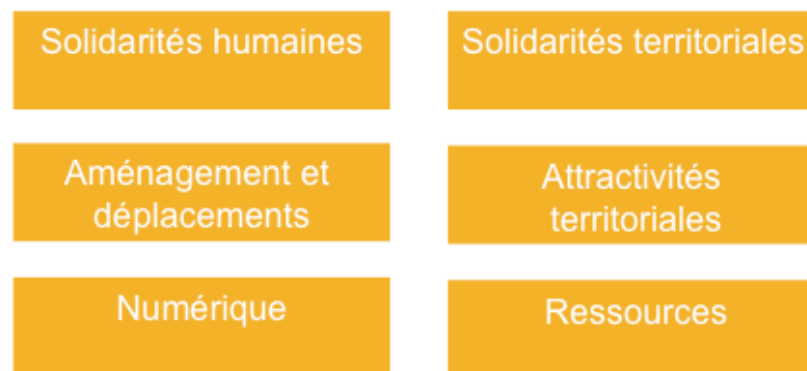 Solidarités humaines
Solidarités territoriales
Aménagement et
déplacements
Attractivités
territoriales
Numérique
Ressources